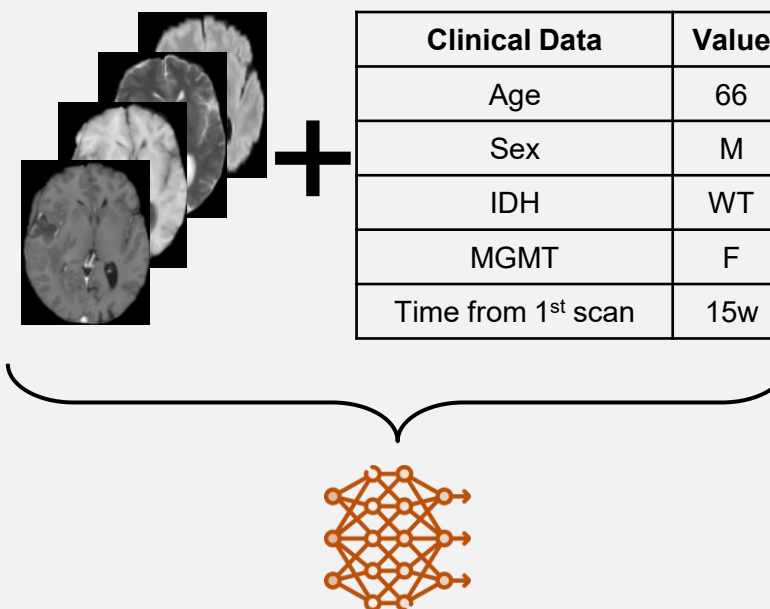 Clinical Data Value
Age 66
Sex M
IDH WT
MGMT F
Time from 1st scan 15w